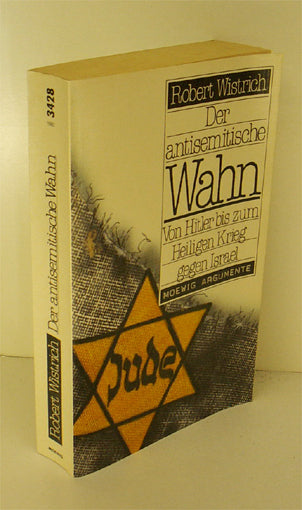 Robert Wistrich
Der
antisemitische
Wahn
Von Hitler bis zum
Heiligen Krieg
gegen Israel
MOEWIG ARGUMENTE
Jude
3428
Robert Wistrich Der antisemitische Wahn
MOEWIG